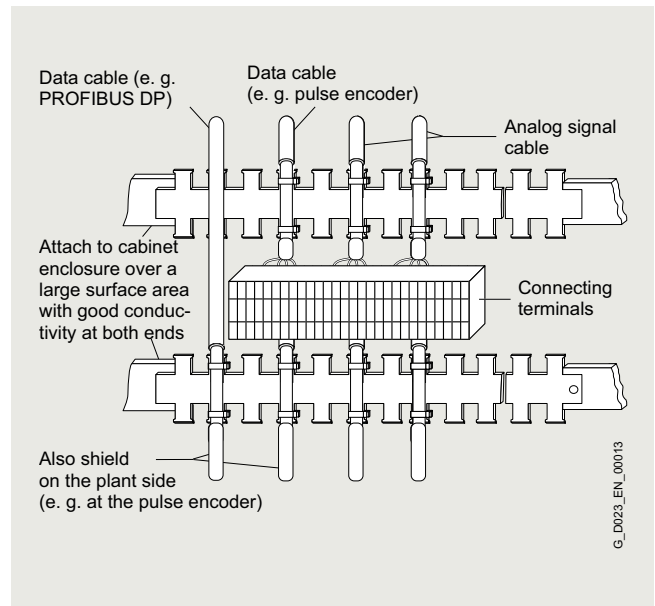 Data cable (e. g.
PROFIBUS DP)
Data cable
(e. g. pulse encoder)
Analog signal
cable
Attach to cabinet
enclosure over a
large surface area
with good conduc-
tivity at both ends
Connecting
terminals
Also shield
on the plant side
(e. g. at the pulse encoder)
G_D023_EN_00013